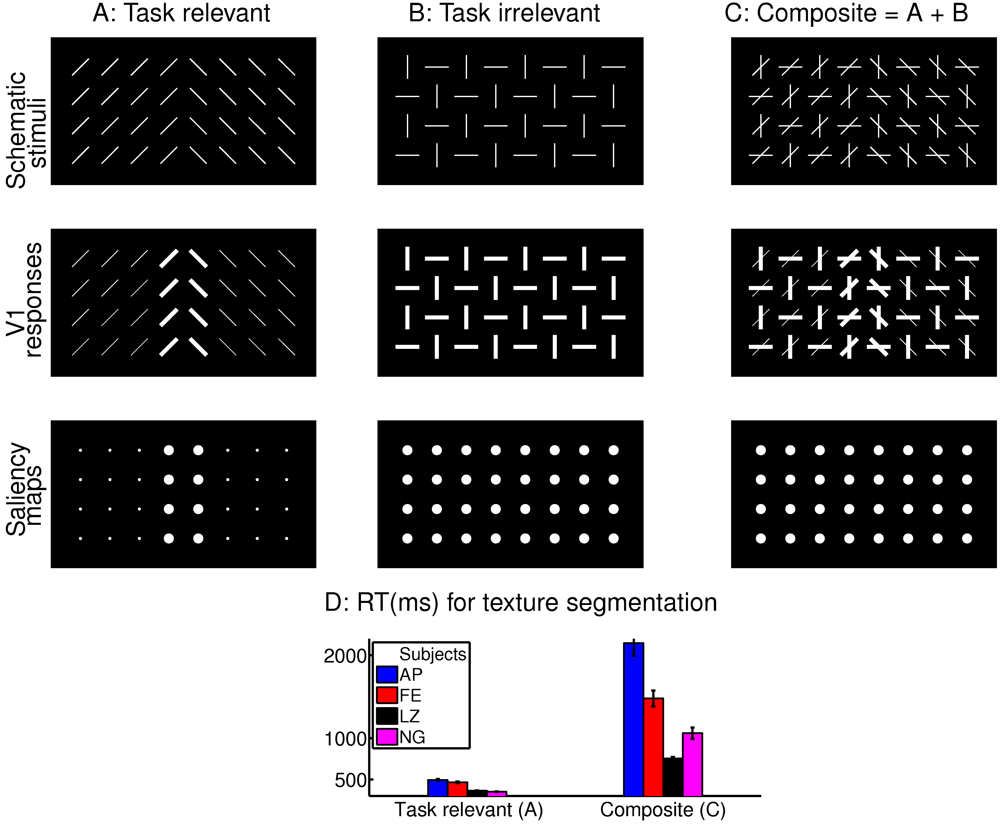 A: Task relevant
B: Task irrelevant
C: Composite = A + B
Schematic
stimuli
V1
responses
Saliency
maps
D: RT(ms) for texture segmentation
2000
1000
500
Subjects
AP
FE
LZ
NG
Task relevant (A)
Composite (C)